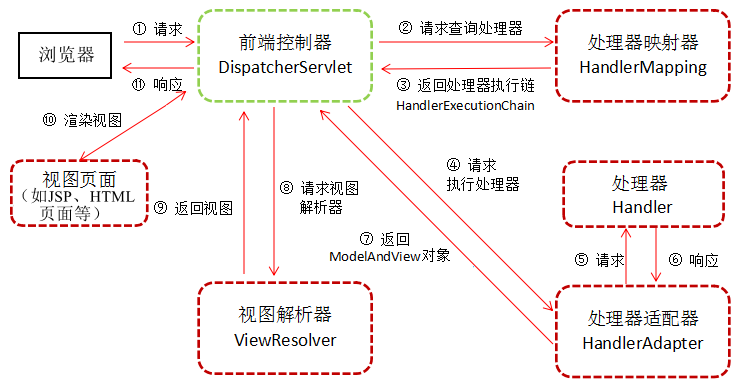 ① 请求
浏览器
⑪ 响应
前端控制器
DispatcherServlet
② 请求查询处理器
③ 返回处理器执行链
HandlerExecutionChain
处理器映射器
HandlerMapping
⑩ 渲染视图
视图页面
（如JSP、HTML
页面等）
⑨ 返回视图
⑧ 请求视图
解析器
④ 请求
执行处理器
⑦ 返回
ModelAndView对象
处理器
Handler
⑤ 请求
⑥ 响应
视图解析器
ViewResolver
处理器适配器
HandlerAdapter